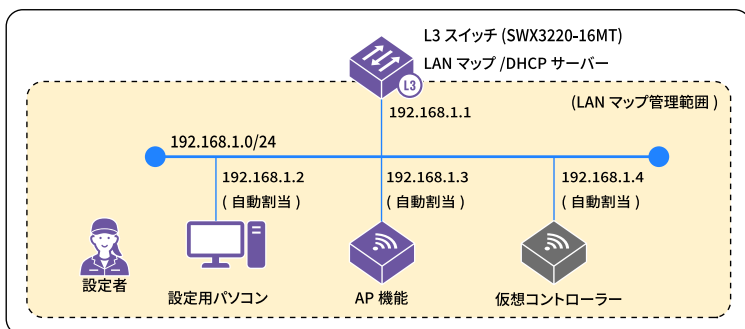 L3 スイッチ (SWX3220-16MT)
LAN マップ /DHCP サーバー
L3
192.168.1.1
(LAN マップ管理範囲 )
192.168.1.0/24
192.168.1.2
( 自動割当 )
192.168.1.3
( 自動割当 )
192.168.1.4
( 自動割当 )
設定者
設定用パソコン
AP 機能
仮想コントローラー